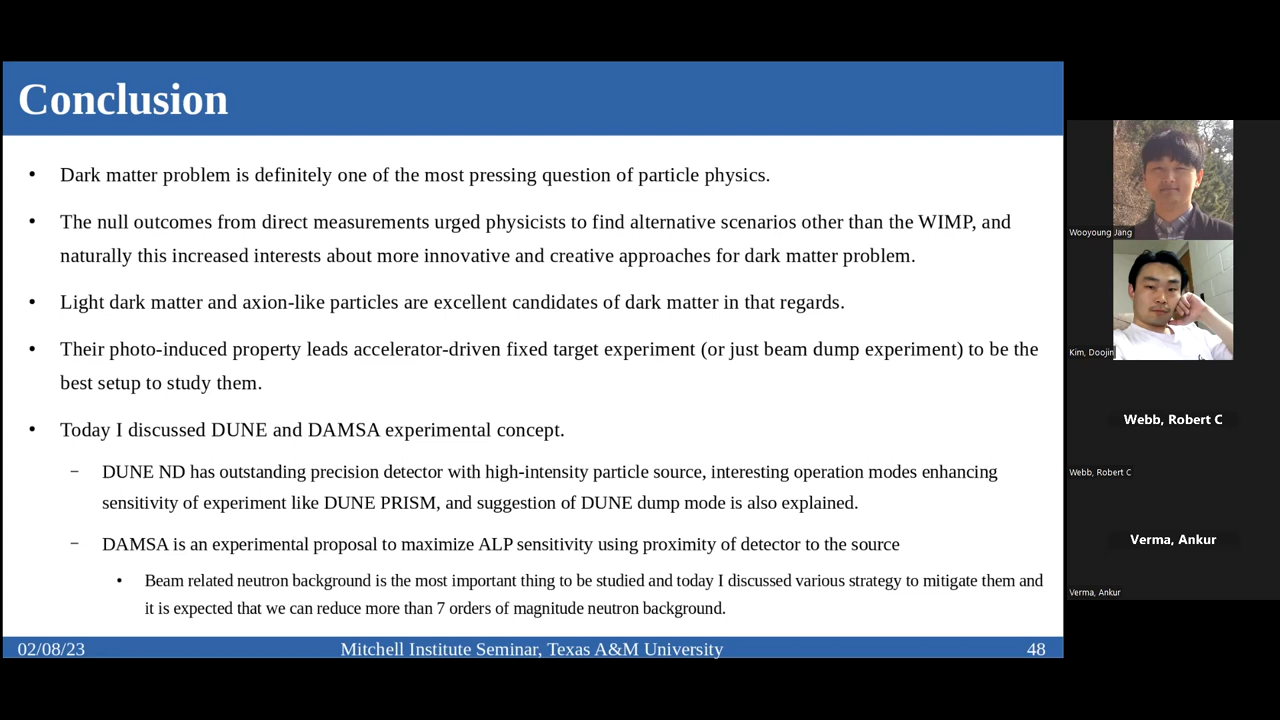 Conclusion
• Dark matter problem is definitely one of the most pressing question of particle physics.
• The null outcomes from direct measurements urged physicists to find alternative scenarios other than the WIMP, and
naturally this increased interests about more innovative and creative approaches for dark matter problem.
• Light dark matter and axion-like particles are excellent candidates of dark matter in that regards.
• Their photo-induced property leads accelerator-driven fixed target experiment (or just beam dump experiment) to be the
best setup to study them.
• Today I discussed DUNE and DAMSA experimental concept.
– DUNE ND has outstanding precision detector with high-intensity particle source, interesting operation modes enhancing
sensitivity of experiment like DUNE PRISM, and suggestion of DUNE dump mode is also explained.
– DAMSA is an experimental proposal to maximize ALP sensitivity using proximity of detector to the source
• Beam related neutron background is the most important thing to be studied and today I discussed various strategy to mitigate them and
it is expected that we can reduce more than 7 orders of magnitude neutron background.
02/08/23
Mitchell Institute Seminar, Texas A&M University
48
Wooyoung Jang
Kim, Doojin
Webb, Robert C
Webb, Robert C
Verma, Ankur
Verma, Ankur